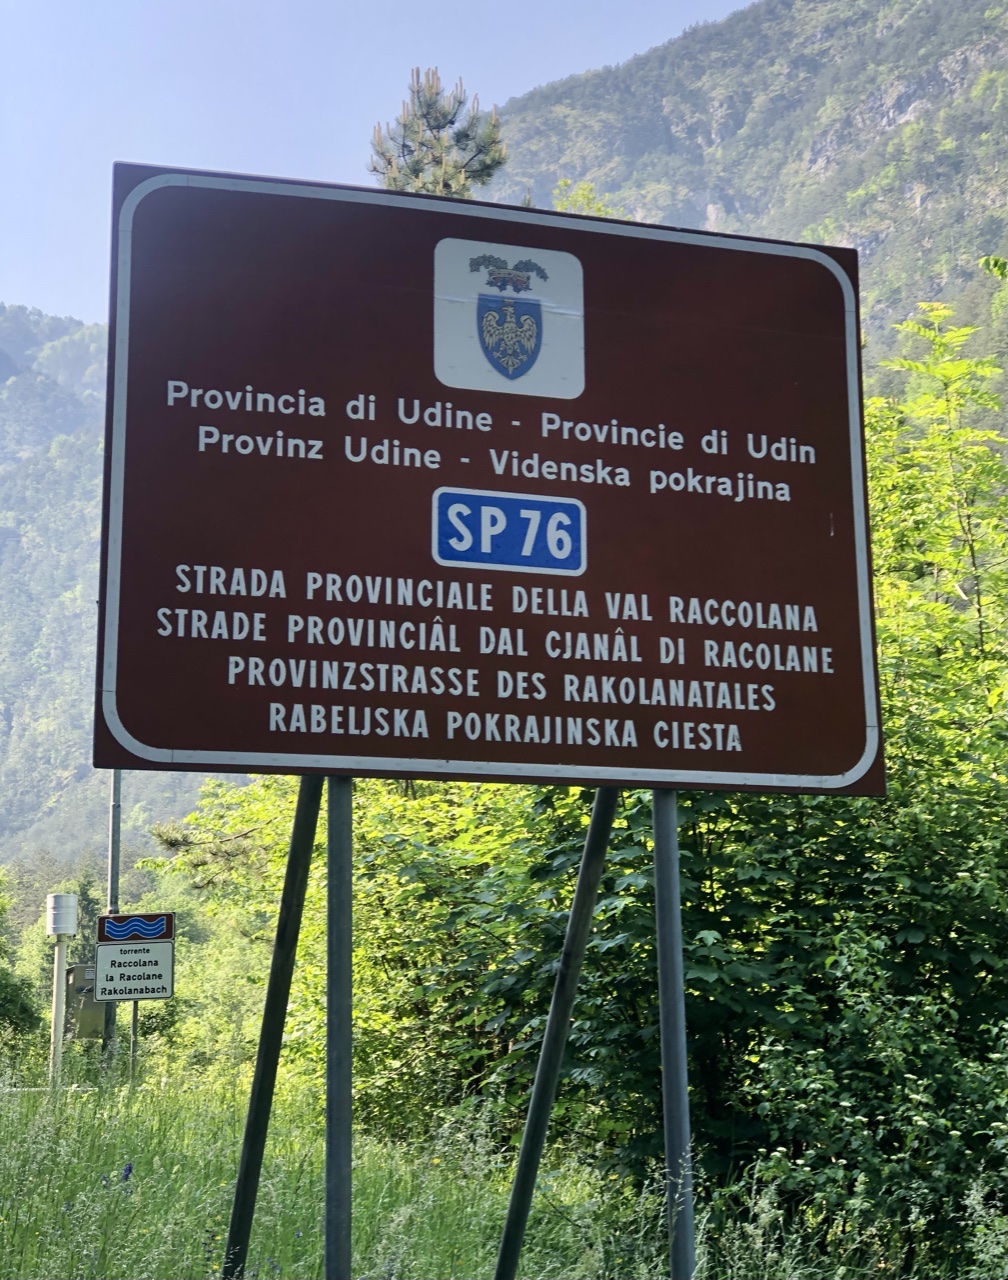 Provincia di Udine - Provincie di Udin
Provinz Udine - Videnska pokrajina
SP 76
STRADA PROVINCIALE DELLA VAL RACCOLANA
STRADE PROVINCIÂL DAL CJANÂL DI RACOLANE
PROVINZSTRASSE DES RAKOLANATALES
RABELJSKA POKRAJINSKA CIESTA
torrente
Raccolana
la Racolane
Rakolanabach